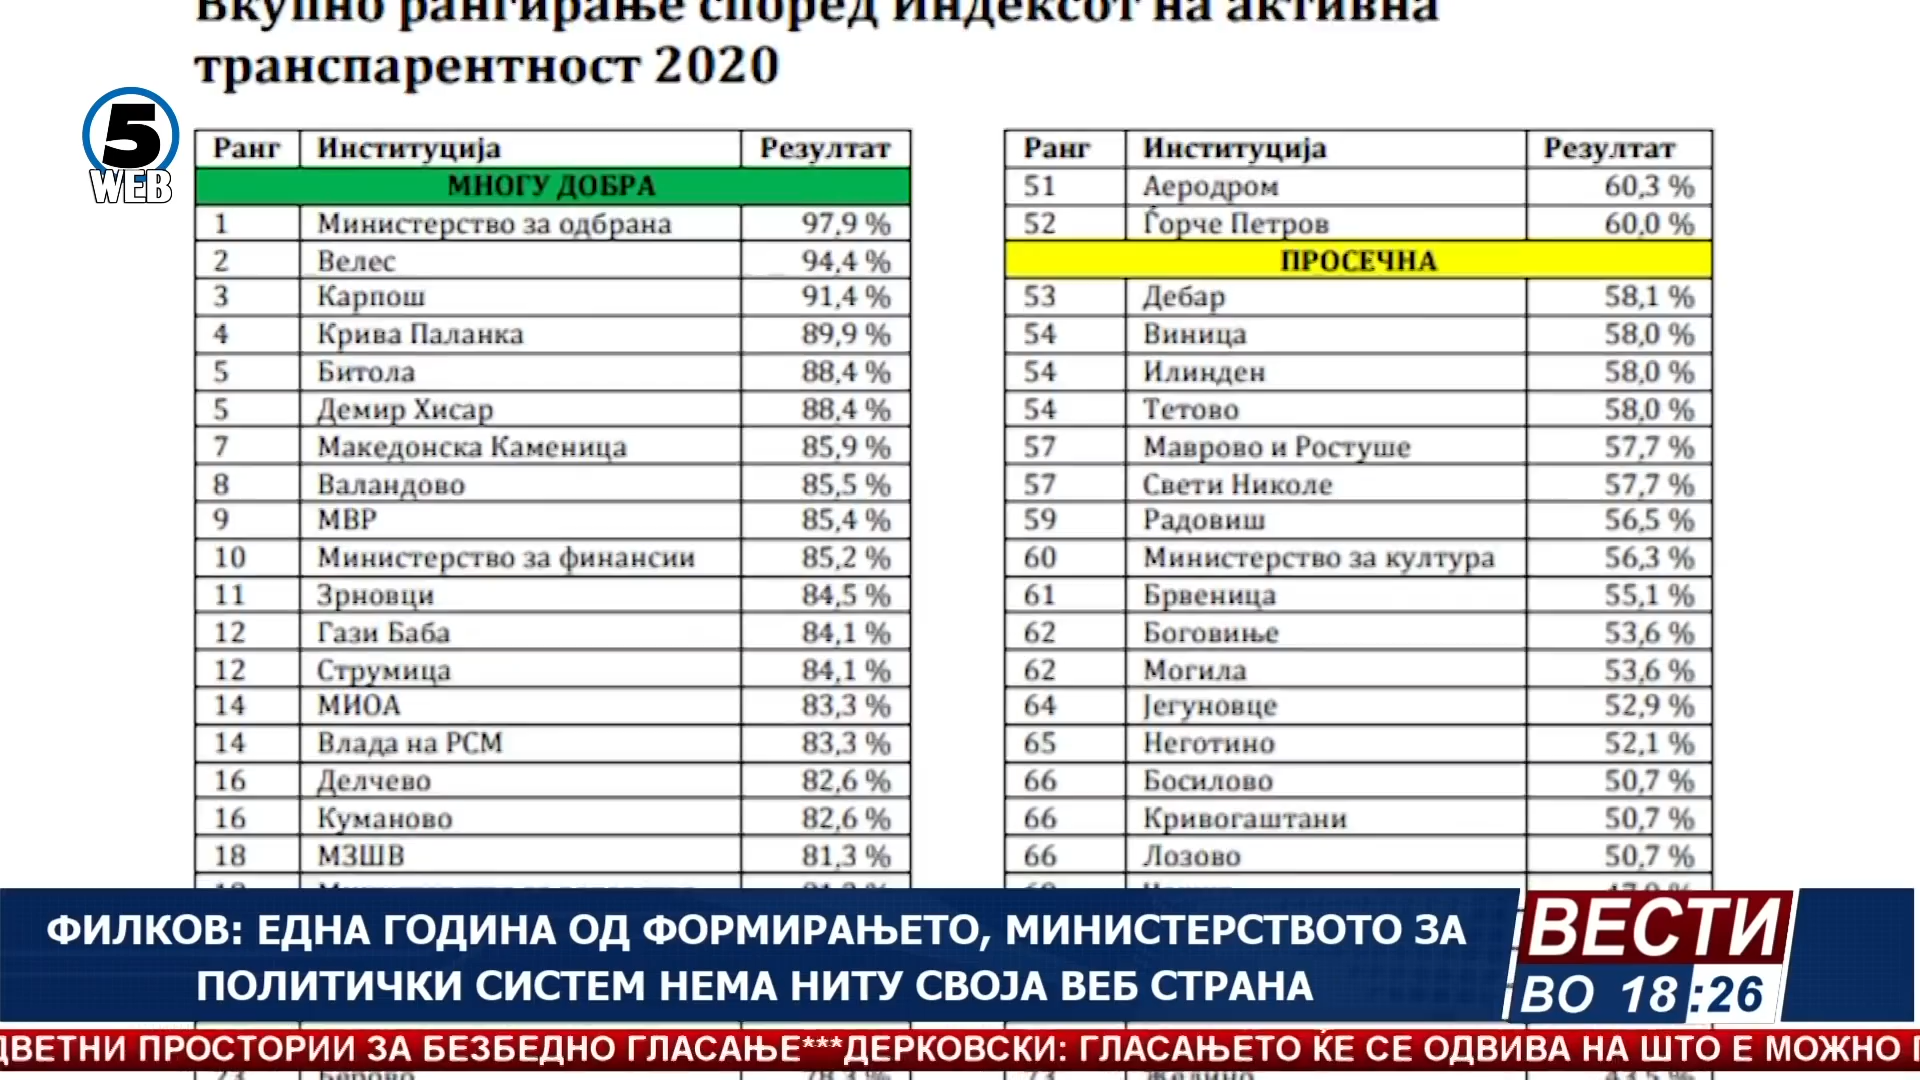 Вкупно рангирање според Индексот на активна
транспарентност 2020
5
WEB
Ранг Институција Резултат
МНОГУ ДОБРА
1 Министерство за одбрана 97,9 %
2 Велес 94,4 %
3 Карпош 91,4 %
4 Крива Паланка 89,9 %
5 Битола 88,4 %
5 Демир Хисар 88,4 %
7 Македонска Каменица 85,9 %
8 Валандово 85,5 %
9 МВР 85,4 %
10 Министерство за финансии 85,2 %
11 Зрновци 84,5 %
12 Гази Баба 84,1 %
12 Струмица 84,1 %
14 МИОА 83,3 %
14 Влада на РСМ 83,3 %
16 Делчево 82,6 %
16 Куманово 82,6 %
18 МЗШВ 81,3 %
Ранг Институција Резултат
51 Аеродром 60,3 %
52 Ѓорче Петров 60,0 %
ПРОСЕЧНА
53 Дебар 58,1 %
54 Виница 58,0 %
54 Илинден 58,0 %
54 Тетово 58,0 %
57 Маврово и Ростуше 57,7 %
57 Свети Николе 57,7 %
59 Радовиш 56,5 %
60 Министерство за култура 56,3 %
61 Брвеница 55,1 %
62 Боговиње 53,6 %
62 Могила 53,6 %
64 Јегуновце 52,9 %
65 Неготино 52,1 %
66 Босилово 50,7 %
66 Кривогаштани 50,7 %
66 Лозово 50,7 %
ФИЛКОВ: ЕДНА ГОДИНА ОД ФОРМИРАЊЕТО, МИНИСТЕРСТВОТО ЗА
ПОЛИТИЧКИ СИСТЕМ НЕМА НИТУ СВОЈА ВЕБ СТРАНА
ВЕСТИ
ВО 18:26
ДВЕТНИ ПРОСТОРИИ ЗА БЕЗБЕДНО ГЛАСАЊЕ***ДЕРКОВСКИ: ГЛАСАЊЕТО ЌЕ СЕ ОДВИВА НА ШТО Е МОЖНО